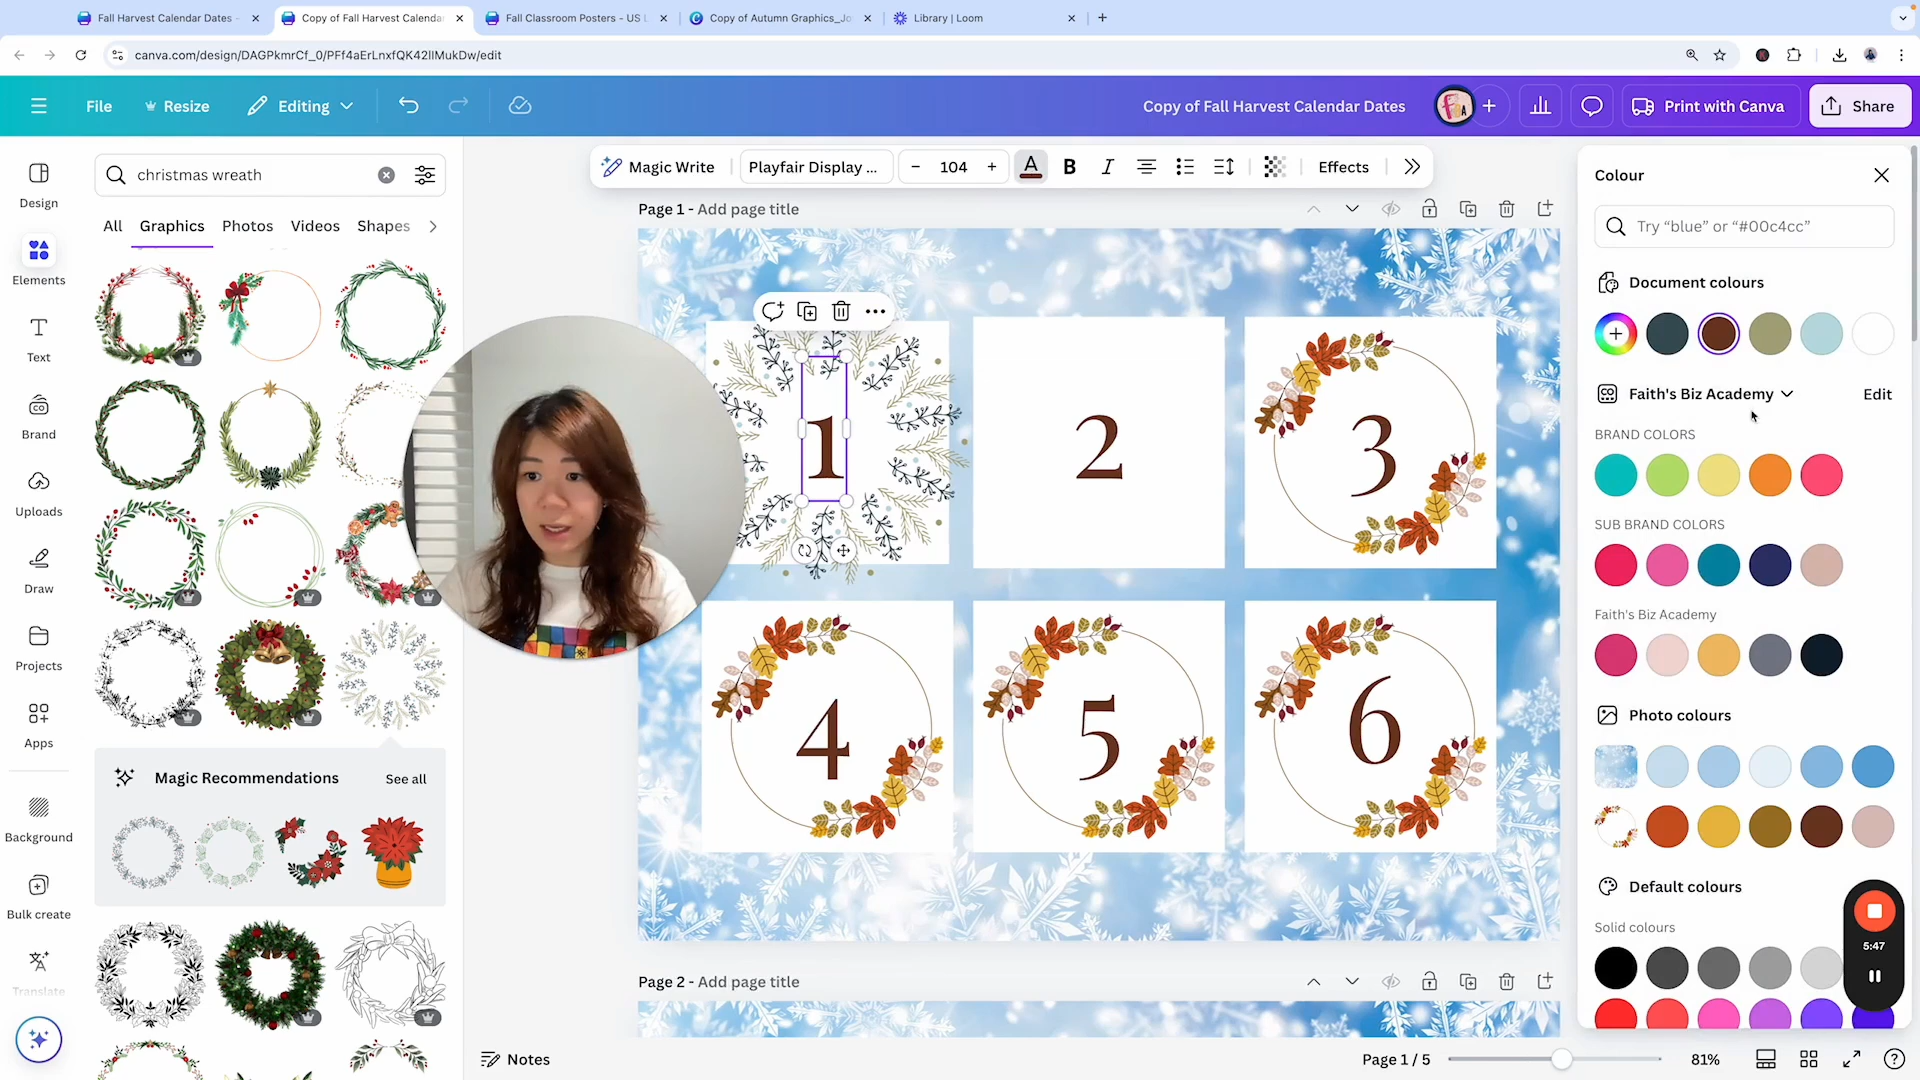 Fall Harvest Calendar Dates -
Copy of Fall Harvest Calendar
Fall Classroom Posters - US L
Copy of Autumn Graphics_Jo
Library | Loom
canva.com/design/DAGPkmrCf_0/PFf4aErLnxfQK42lIMukDw/edit
File
Resize
Editing
Copy of Fall Harvest Calendar Dates
Print with Canva
Share
Design
Elements
Text
Brand
Uploads
Draw
Projects
Apps
Background
Bulk create
Translate
christmas wreath
All
Graphics
Photos
Videos
Shapes
Magic Recommendations
See all
Magic Write
Playfair Display ...
104
A
B
I
Effects
Page 1 - Add page title
1
2
3
4
5
6
Page 2 - Add page title
Notes
Page 1 / 5
81%
Colour
Try “blue” or “#00c4cc”
Document colours
Faith's Biz Academy
Edit
BRAND COLORS
SUB BRAND COLORS
Faith's Biz Academy
Photo colours
Default colours
Solid colours
5:47